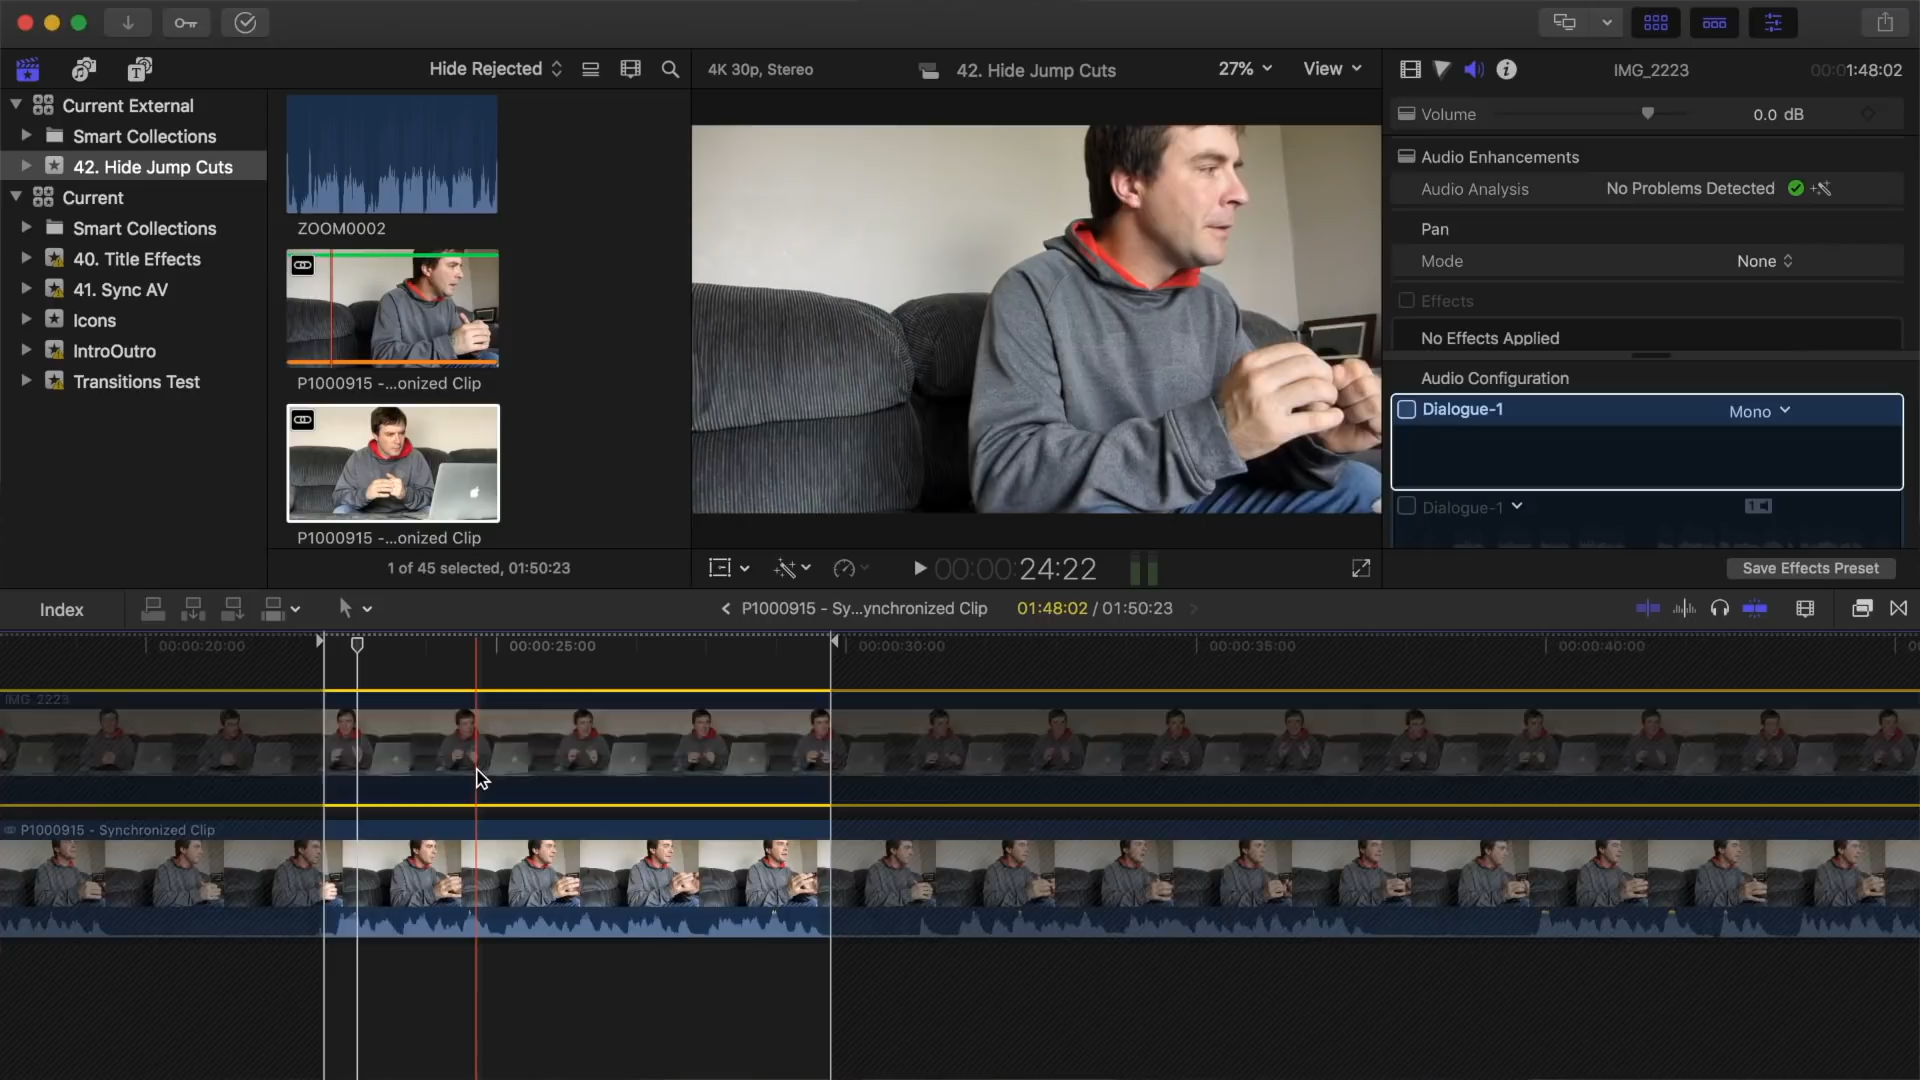 Hide Rejected
4K 30p, Stereo
42. Hide Jump Cuts
27%
View
IMG_2223
00:01:48:02
Current External
Smart Collections
42. Hide Jump Cuts
Current
Smart Collections
40. Title Effects
41. Sync AV
Icons
IntroOutro
Transitions Test
ZOOM0002
P1000915 -...onized Clip
P1000915 -...onized Clip
1 of 45 selected, 01:50:23
00:00:24:22
Volume
0.0 dB
Audio Enhancements
Audio Analysis
No Problems Detected
Pan
Mode
None
Effects
No Effects Applied
Audio Configuration
Dialogue-1
Mono
Dialogue-1
1
Save Effects Preset
Index
P1000915 - Sy...ynchronized Clip
01:48:02 / 01:50:23
00:00:20:00
00:00:25:00
00:00:30:00
00:00:35:00
00:00:40:00
IMG_2223
P1000915 - Synchronized Clip